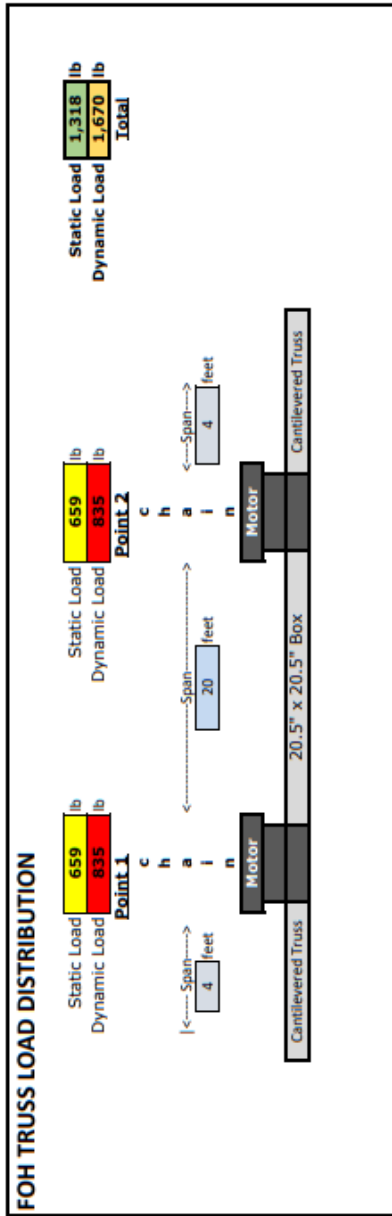 FOH TRUSS LOAD DISTRIBUTION
Static Load 659 lb Static Load 659 lb Static Load 1,318 lb
Dynamic Load 835 lb Dynamic Load 835 lb Dynamic Load 1,670 lb
Point 1 Point 2 Total
c c
h h
a a
i i
n n
|<----- Span-----> <-----------------------Span-----------------------> <----Span---->
4 feet 20 feet 4 feet
Motor Motor
Cantilevered Truss 20.5" x 20.5" Box Cantilevered Truss